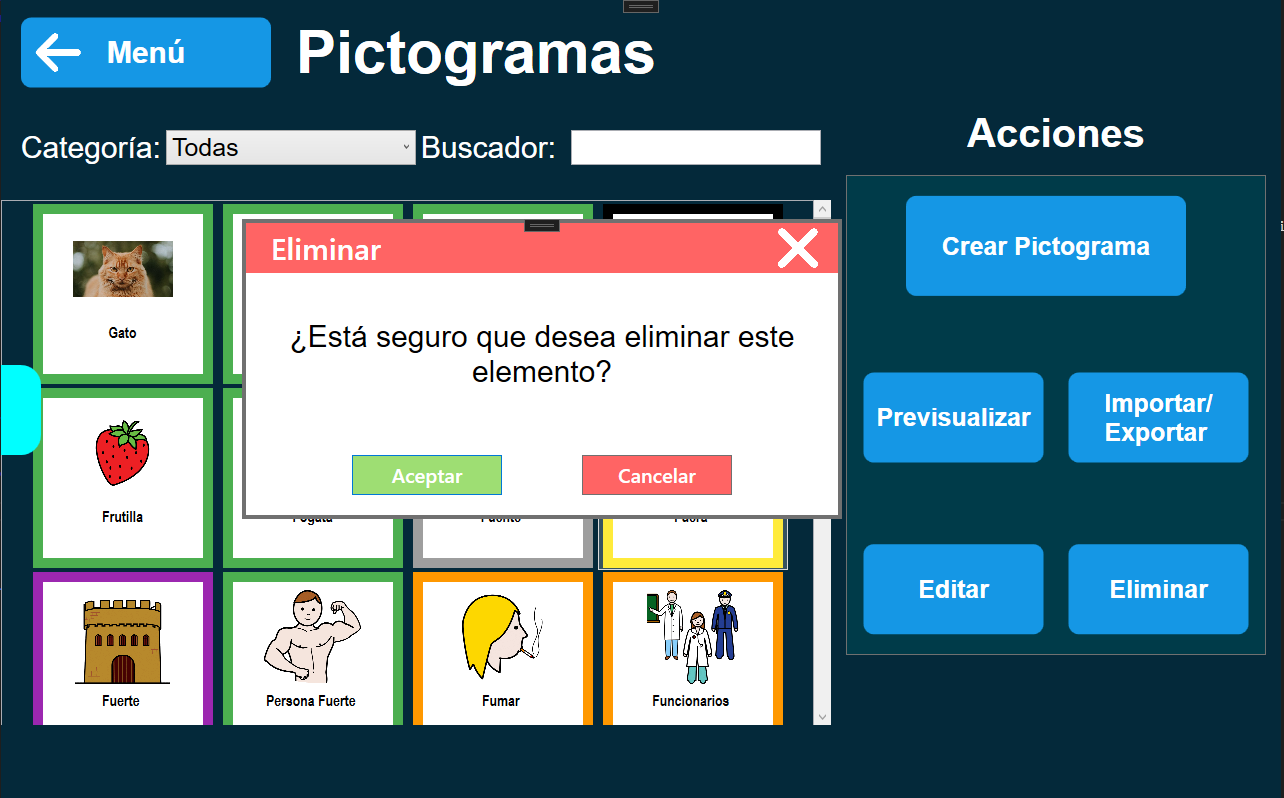 Menú
Pictogramas
Categoría:
Todas
Buscador:
Acciones
Gato
Frutilla
Fuerte
Persona Fuerte
Fumar
Funcionarios
Eliminar
¿Está seguro que desea eliminar este
elemento?
Aceptar
Cancelar
Crear Pictograma
Previsualizar
Importar/
Exportar
Editar
Eliminar